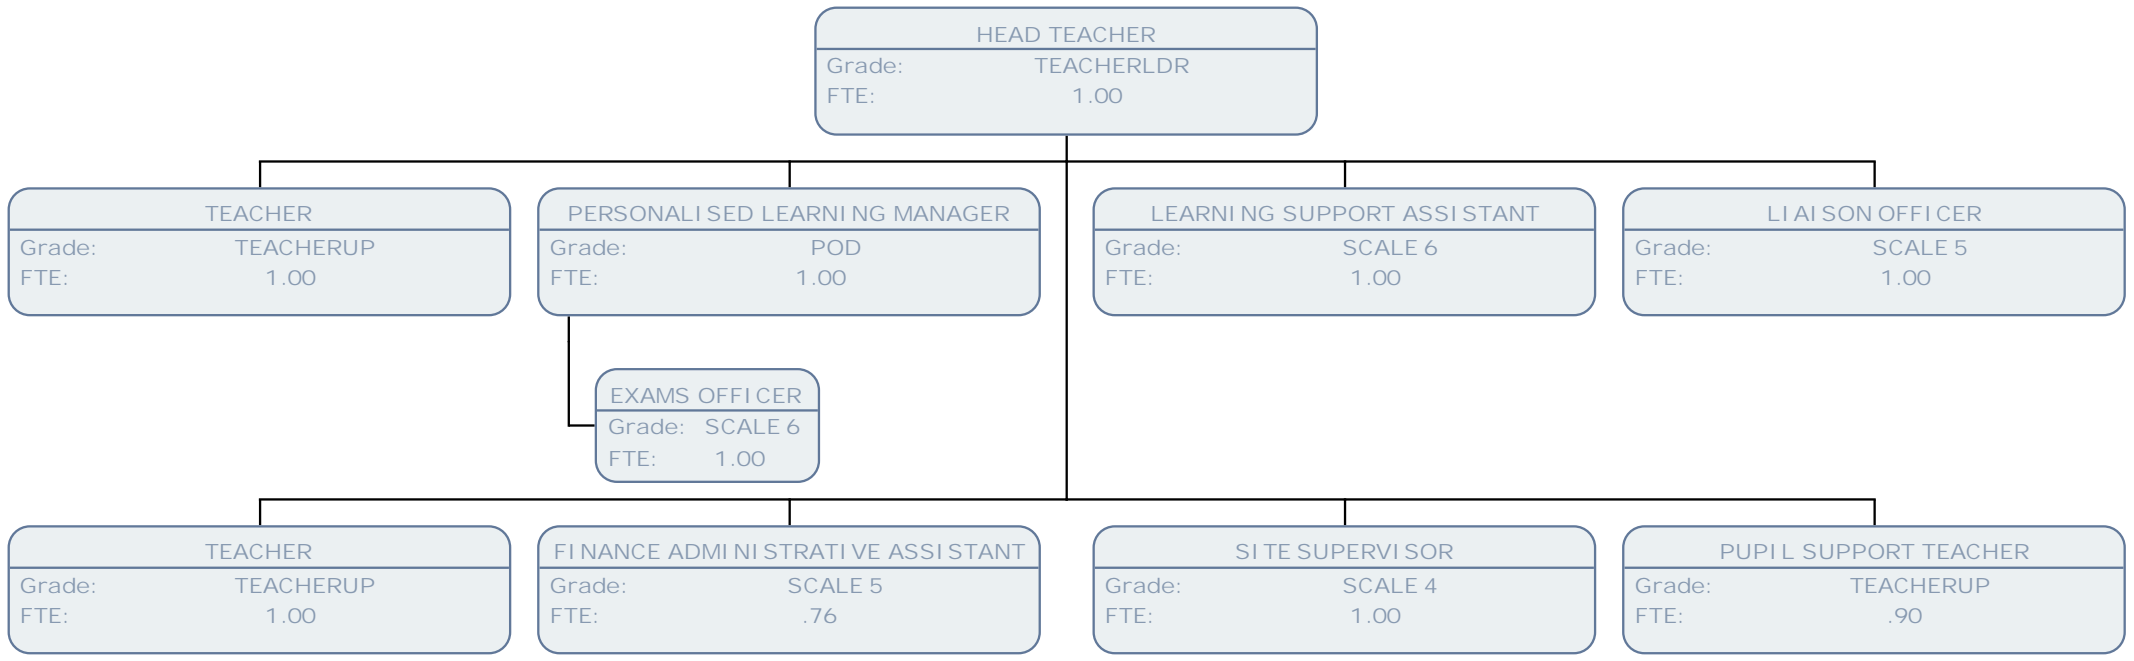 HEAD TEACHER
Grade: TEACHERLDR
FTE: 1.00
TEACHER
Grade: TEACHERUP
FTE: 1.00
PERSONALISED LEARNING MANAGER
Grade: POD
FTE: 1.00
LEARNING SUPPORT ASSISTANT
Grade: SCALE 6
FTE: 1.00
LIAISON OFFICER
Grade: SCALE 5
FTE: 1.00
EXAMS OFFICER
Grade: SCALE 6
FTE: 1.00
TEACHER
Grade: TEACHERUP
FTE: 1.00
FINANCE ADMINISTRATIVE ASSISTANT
Grade: SCALE 5
FTE: .76
SITE SUPERVISOR
Grade: SCALE 4
FTE: 1.00
PUPIL SUPPORT TEACHER
Grade: TEACHERUP
FTE: .90